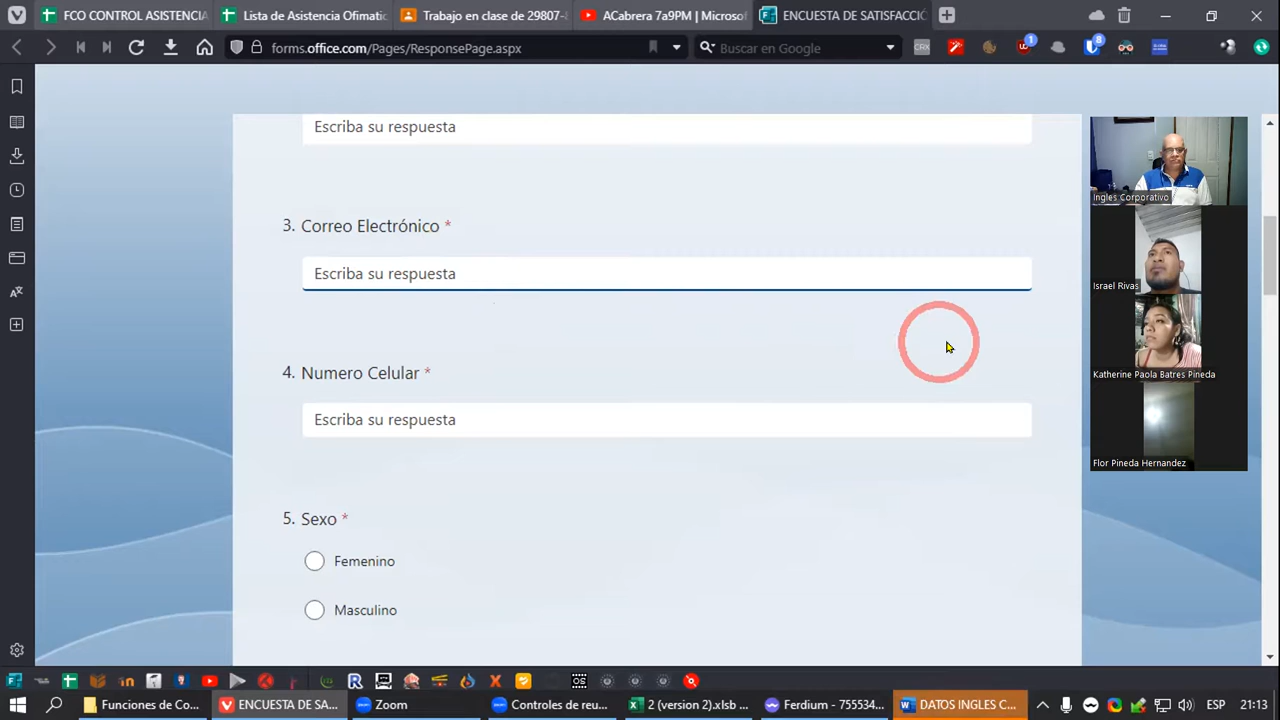 FCO CONTROL ASISTENCIA
Lista de Asistencia Ofimatic
Trabajo en clase de 29807-
ACabrera 7a9PM | Microsof
ENCUESTA DE SATISFACCIÓ
forms.office.com/Pages/ResponsePage.aspx
Buscar en Google
CRX
1
8
Escriba su respuesta
3. Correo Electrónico *
Escriba su respuesta
4. Numero Celular *
Escriba su respuesta
5. Sexo *
Femenino
Masculino
Ingles Corporativo
Israel Rivas
Katherine Paola Batres Pineda
Flor Pineda Hernandez
Funciones de Co...
ENCUESTA DE SA...
Zoom
Controles de reu...
2 (version 2).xlsb ...
Ferdium - 755534...
DATOS INGLES C...
ESP
21:13